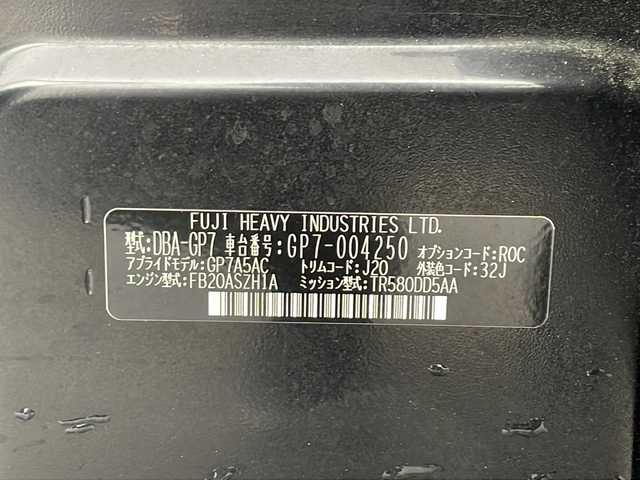 FUJI HEAVY INDUSTRIES LTD.
型式:DBA-GP7 車台番号:GP7-004250 オプションコード:ROC
アプライドモデル:GP7A5AC トリムコード:J20 外装色コード:32J
エンジン型式:FB20ASZH1A ミッション型式:TR580DD5AA